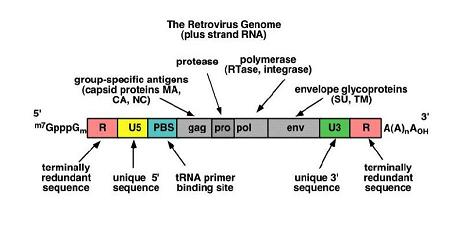 The Retrovirus Genome
(plus strand RNA)
protease
polymerase
(RTase, integrase)
group-specific antigens
(capsid proteins MA,
CA, NC)
envelope glycoproteins
(SU, TM)
5'
3'
m7GpppGm R U5 PBS gag pro pol env U3 R A(A)nAOH
terminally
redundant
sequence
unique 5'
sequence
tRNA primer
binding site
unique 3'
sequence
terminally
redundant
sequence